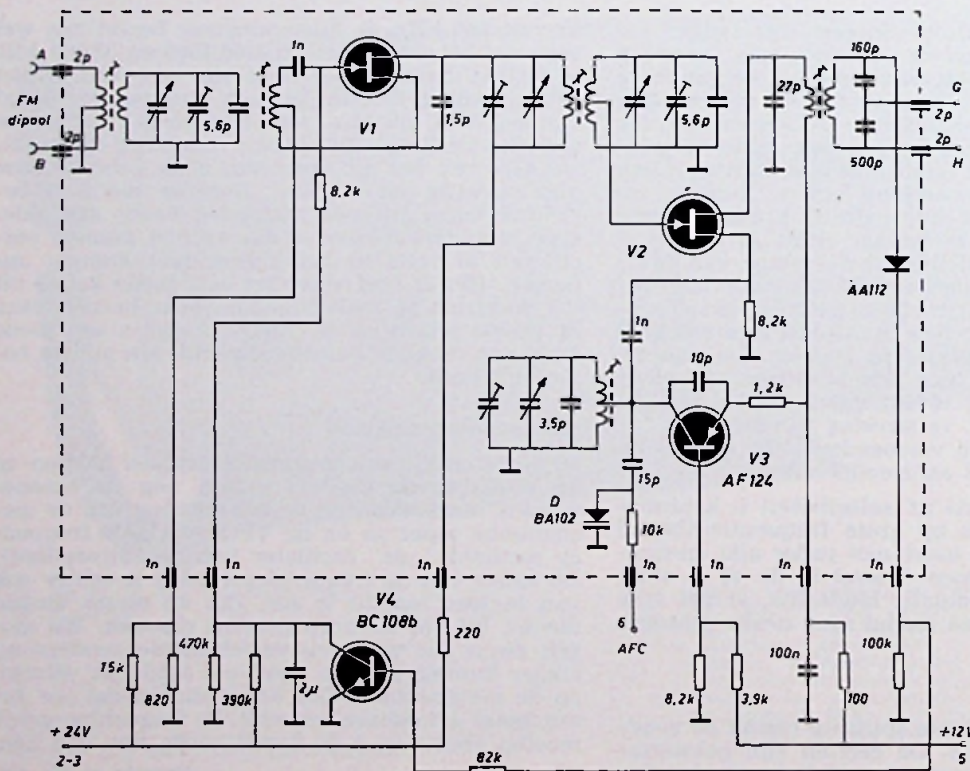 1n
160p
A
2p
27p
G
FM
dipool
5,6p
1,5p
5,6p
2p
V1
2p
2p
B
500p
H
8,2k
V2
AA112
1n
8,2k
10p
1,2k
3,5p
V3
AF124
15p
D
BA102
10k
1n
1n
1n
1n
1n
1n
1n
V4
BC108b
6
AFC
220
100k
15k
470k
100n
820
390k
2µ
8,2k
3,9k
100
+24V
+12V
2-3
82k
5